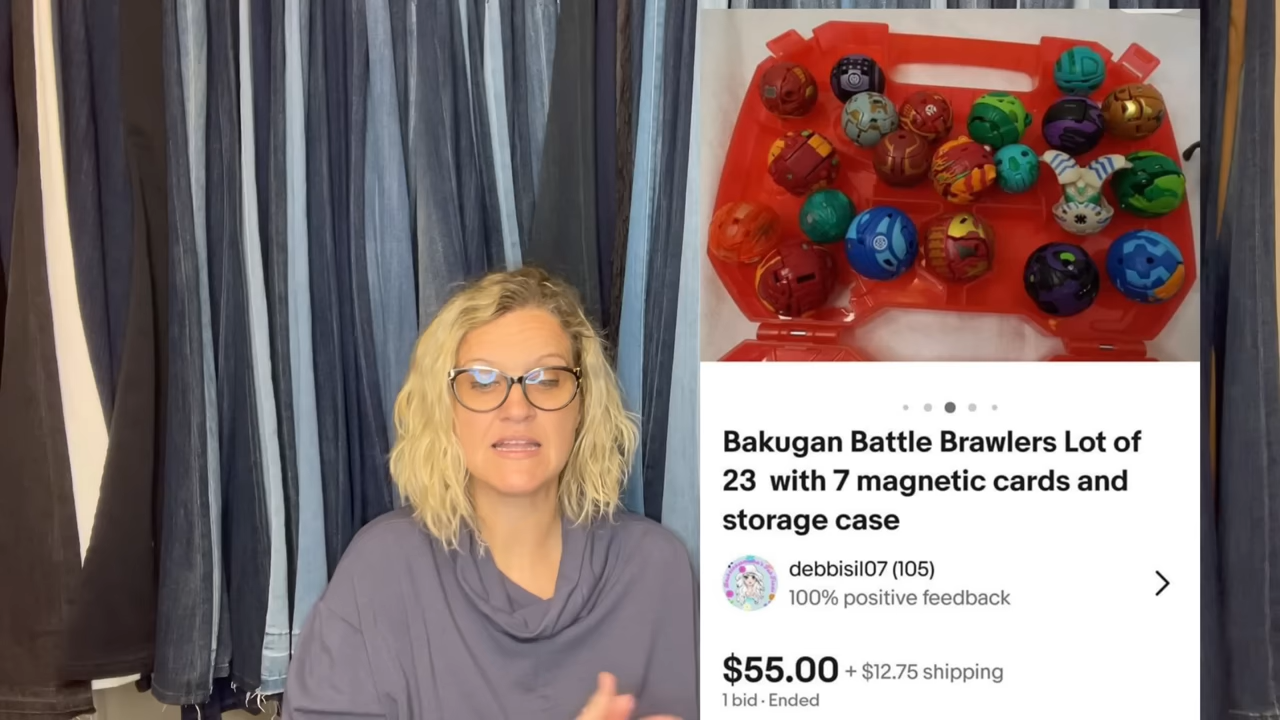 Bakugan Battle Brawlers Lot of
23 with 7 magnetic cards and
storage case
debbisil07 (105)
100% positive feedback
$55.00 + $12.75 shipping
1 bid · Ended